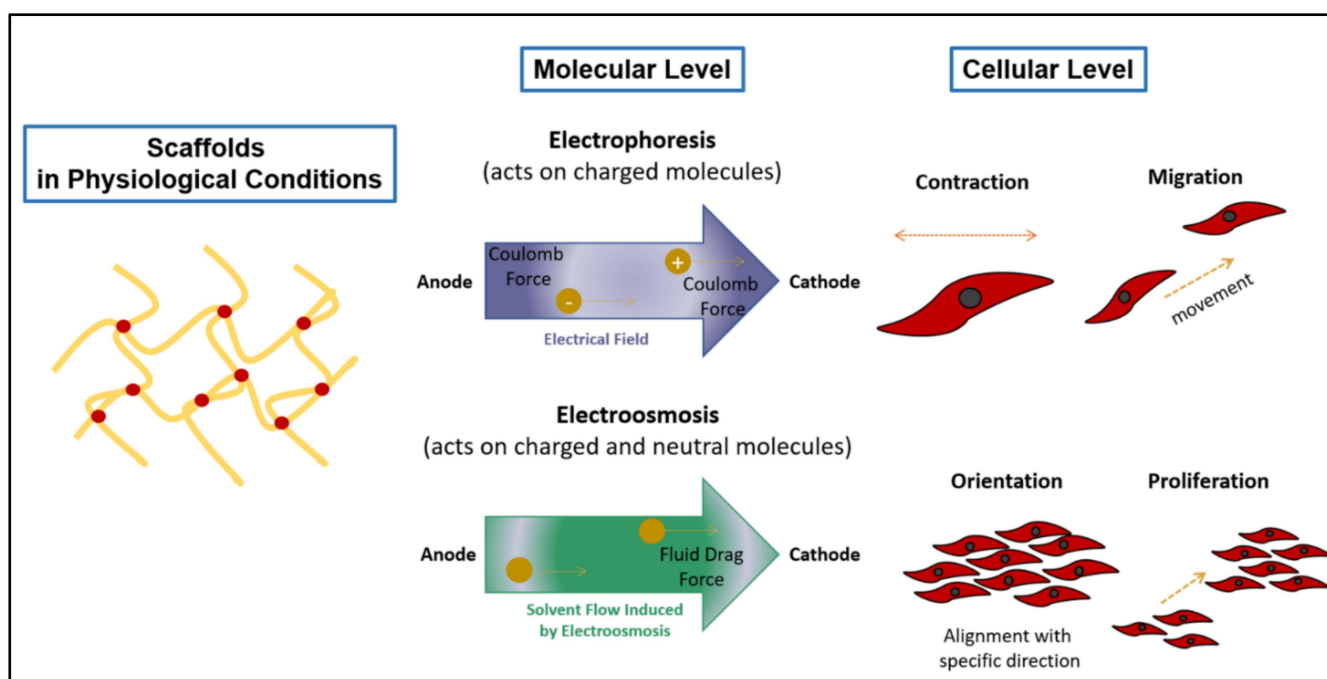 Scaffolds
in Physiological Conditions
Molecular Level
Electrophoresis
(acts on charged molecules)
Anode
Coulomb
Force
-
+
Coulomb
Force
Cathode
Electrical Field
Electroosmosis
(acts on charged and neutral molecules)
Anode
Fluid Drag
Force
Cathode
Solvent Flow Induced
by Electroosmosis
Cellular Level
Contraction
Migration
movement
Orientation
Alignment with
specific direction
Proliferation